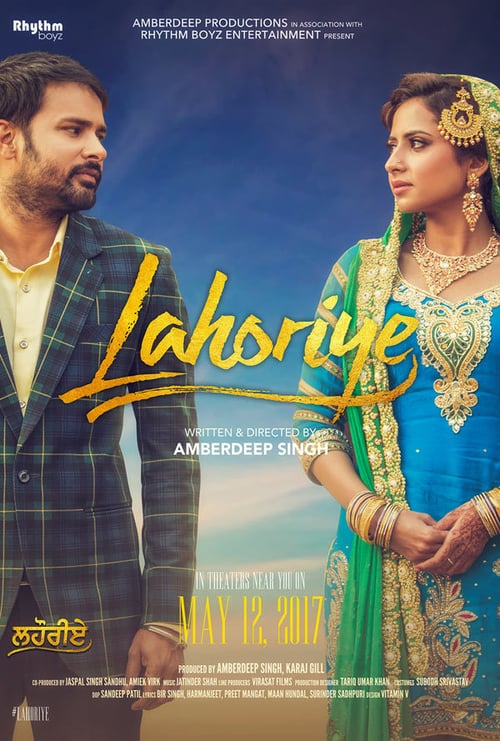 Rhythm
boyz
AMBERDEEP PRODUCTIONS IN ASSOCIATION WITH
RHYTHM BOYZ ENTERTAINMENT PRESENT
Lahoriye
WRITTEN & DIRECTED BY
AMBERDEEP SINGH
IN THEATERS NEAR YOU ON
MAY 12, 2017
ਲਹੌਰੀਏ
PRODUCED BY AMBERDEEP SINGH, KARAJ GILL
CO-PRODUCED BY JASPAL SINGH SANDHU, AMIEK VIRK MUSIC JATINDER SHAH LINE PRODUCERS VIRASAT FILMS PRODUCTION DESIGNER TARIQ UMAR KHAN COSTUMES SUBODH SRIVASTAV
DOP SANDEEP PATIL LYRICS BIR SINGH, HARMANJEET, PREET MANGAT, MAAN HUNDAL, SURINDER SADHPURI DESIGN VITAMIN V
#LAHORIYE